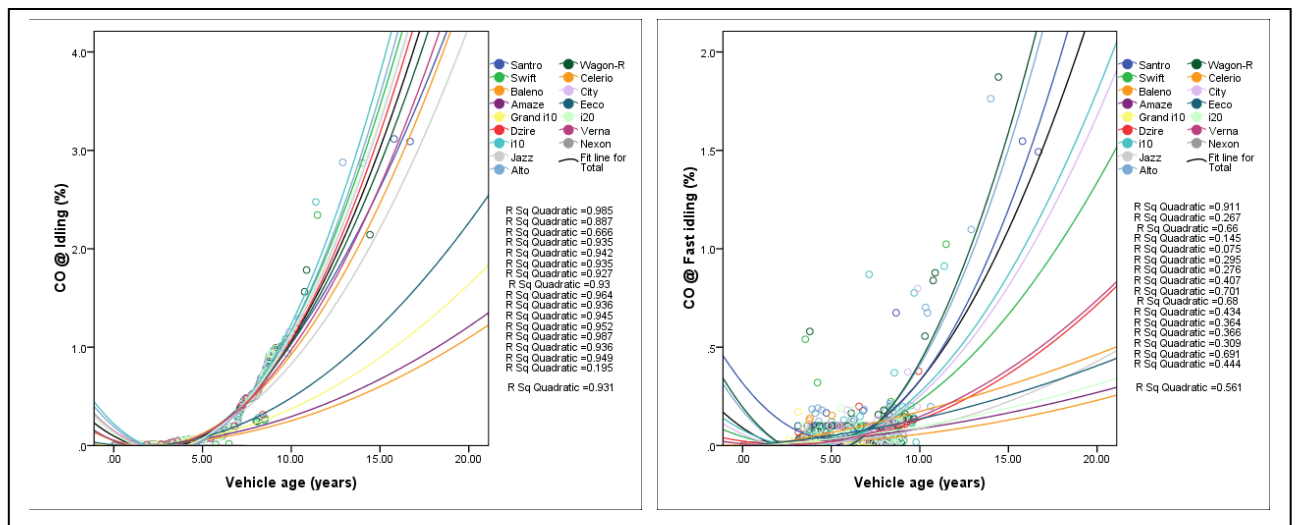 4.0
3.0
2.0
1.0
.0
CO @ Idling (%)
.00 5.00 10.00 15.00 20.00
Vehicle age (years)
Santro
Swift
Baleno
Amaze
Grand i10
Dzire
i10
Jazz
Alto
Wagon-R
Celerio
City
Eeco
i20
Verna
Nexon
Fit line for
Total
R Sq Quadratic =0.985
R Sq Quadratic =0.887
R Sq Quadratic =0.666
R Sq Quadratic =0.935
R Sq Quadratic =0.942
R Sq Quadratic =0.935
R Sq Quadratic =0.927
R Sq Quadratic =0.93
R Sq Quadratic =0.964
R Sq Quadratic =0.936
R Sq Quadratic =0.945
R Sq Quadratic =0.952
R Sq Quadratic =0.987
R Sq Quadratic =0.936
R Sq Quadratic =0.949
R Sq Quadratic =0.195
R Sq Quadratic =0.931
2.0
1.5
1.0
.5
.0
CO @ Fast idling (%)
.00 5.00 10.00 15.00 20.00
Vehicle age (years)
Santro
Swift
Baleno
Amaze
Grand i10
Dzire
i10
Jazz
Alto
Wagon-R
Celerio
City
Eeco
i20
Verna
Nexon
Fit line for
Total
R Sq Quadratic =0.911
R Sq Quadratic =0.267
R Sq Quadratic =0.66
R Sq Quadratic =0.145
R Sq Quadratic =0.075
R Sq Quadratic =0.295
R Sq Quadratic =0.276
R Sq Quadratic =0.407
R Sq Quadratic =0.701
R Sq Quadratic =0.68
R Sq Quadratic =0.434
R Sq Quadratic =0.364
R Sq Quadratic =0.366
R Sq Quadratic =0.309
R Sq Quadratic =0.691
R Sq Quadratic =0.444
R Sq Quadratic =0.561